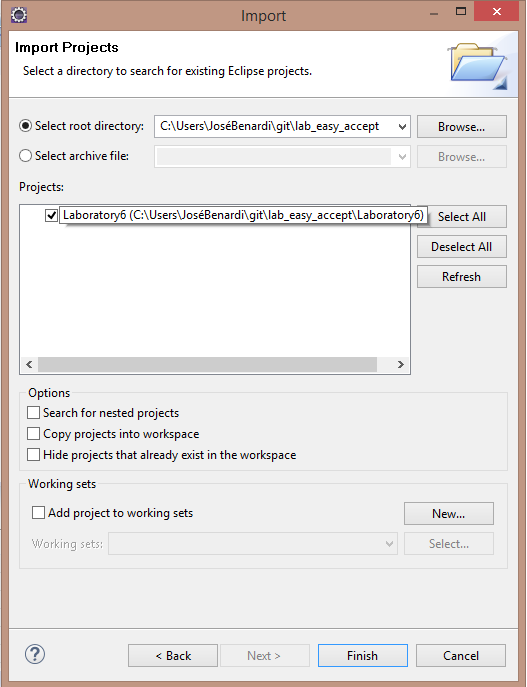 Import
Import Projects
Select a directory to search for existing Eclipse projects.
Select root directory: C:\Users\JoséBenardi\git\lab_easy_accept Browse...
Select archive file: Browse...
Projects:
Laboratory6 (C:\Users\JoséBenardi\git\lab_easy_accept\Laboratory6) Select All
Deselect All
Refresh
Options
Search for nested projects
Copy projects into workspace
Hide projects that already exist in the workspace
Working sets
Add project to working sets New...
Working sets: Select...
? < Back Next > Finish Cancel